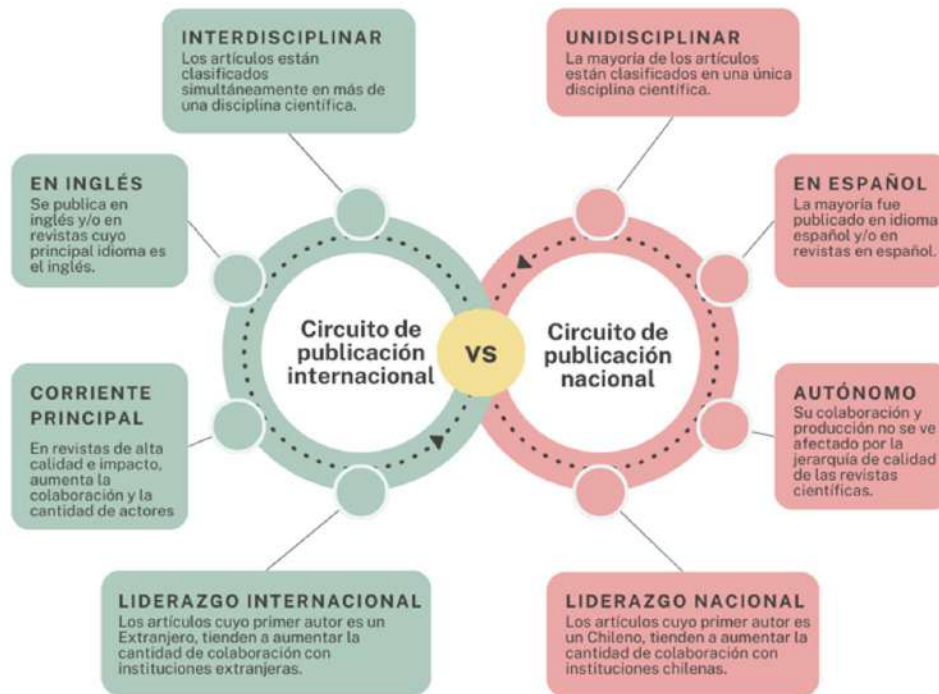 INTERDISCIPLINAR
Los artículos están
clasificados
simultáneamente en más de
una disciplina científica.
UNIDISCIPLINAR
La mayoría de los artículos
están clasificados en una única
disciplina científica.
EN INGLÉS
Se publica en
inglés y/o en
revistas cuyo
principal idioma es
el inglés.
EN ESPAÑOL
La mayoría fue
publicado en idioma
español y/o en
revistas en español.
Circuito de
publicación
internacional
VS
Circuito de
publicación
nacional
CORRIENTE
PRINCIPAL
En revistas de alta
calidad e impacto,
aumenta la
colaboración y la
cantidad de actores
AUTÓNOMO
Su colaboración y
producción no se ve
afectado por la
jerarquía de calidad
de las revistas
científicas.
LIDERAZGO INTERNACIONAL
Los artículos cuyo primer autor es un
Extranjero, tienden a aumentar la
cantidad de colaboración con
instituciones extranjeras.
LIDERAZGO NACIONAL
Los artículos cuyo primer autor es
un Chileno, tienden a aumentar la
cantidad de colaboración con
instituciones chilenas.